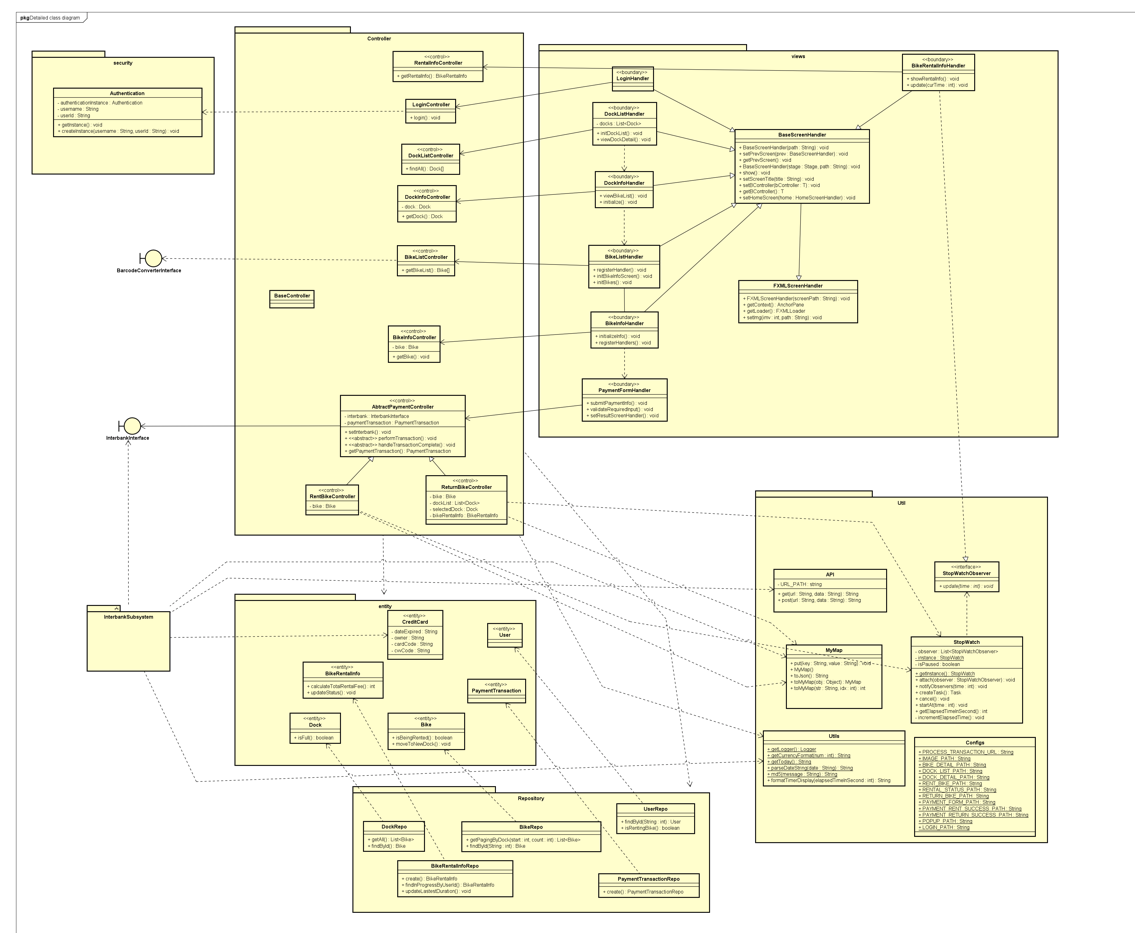 pkg Detailed class diagram
security
Authentication
- authenticationInstance : Authentication
- username : String
- userId : String
+ getInstance() : void
+ createInstance(username : String, userId : String) : void
BarcodeConverterInterface
InterbankInterface
InterbankSubsystem
Controller
<<control>>
RentalInfoController
+ getRentalInfo() : BikeRentalInfo
LoginController
+ login() : void
<<control>>
DockListController
+ findAll() : Dock[]
<<control>>
DockInfoController
- dock : Dock
+ getDock() : Dock
<<control>>
BikeListController
+ getBikeList() : Bike[]
BaseController
<<control>>
BikeInfoController
- bike : Bike
+ getBike() : void
<<control>>
AbtractPaymentController
- interbank : InterbankInterface
- paymentTransaction : PaymentTransaction
+ setInterbank() : void
+ <<abstract>> performTransaction() : void
+ <<abstract>> handleTransactionComplete() : void
+ getPaymentTransaction() : PaymentTransaction
<<control>>
RentBikeController
- bike : Bike
<<control>>
ReturnBikeController
- bike : Bike
- dockList : List<Dock>
- selectedDock : Dock
- bikeRentalInfo : BikeRentalInfo
views
<<boundary>>
LoginHandler
<<boundary>>
BikeRentalInfoHandler
+ showRentalInfo() : void
+ update(curTime : int) : void
<<boundary>>
DockListHandler
- docks : List<Dock>
+ initDockList() : void
+ viewDockDetail() : void
BaseScreenHandler
+ BaseScreenHandler(path : String) : void
+ setPrevScreen(prev : BaseScreenHandler) : void
+ getPrevScreen() : void
+ BaseScreenHandler(stage : Stage, path : String) : void
+ show() : void
+ setScreenTitle(title : String) : void
+ setBController(bController : T) : void
+ getBController() : T
+ setHomeScreen(home : HomeScreenHandler) : void
<<boundary>>
DockInfoHandler
+ viewBikeList() : void
+ initialize() : void
<<boundary>>
BikeListHandler
+ registerHandler() : void
+ initBikeInfoScreen() : void
+ initBikes() : void
FXMLScreenHandler
+ FXMLScreenHandler(screenPath : String) : void
+ getContext() : AnchorPane
+ getLoader() : FXMLLoader
+ setImg(imv : int, path : String) : void
<<boundary>>
BikeInfoHandler
+ initializeInfo() : void
+ registerHandlers() : void
<<boundary>>
PaymentFormHandler
+ submitPaymentInfo() : void
+ validateRequiredInput() : void
+ setResultScreenHandler() : void
Util
API
- URL_PATH : string
+ get(url : String, data : String) : String
+ post(url : String, data : String) : String
<<interface>>
StopWatchObserver
+ update(time : int) : void
MyMap
+ put(key : String, value : String) : void
+ MyMap()
+ toJson() : String
+ toMyMap(obj : Object) : MyMap
+ toMyMap(str : String, idx : int) : int
StopWatch
- observer : List<StopWatchObserver>
- instance : StopWatch
- isPaused : boolean
+ getInstance() : StopWatch
+ attach(observer : StopWatchObserver) : void
+ notifyObservers(time : int) : void
+ createTask() : Task
+ cancel() : void
+ startAt(time : int) : void
+ getElapsedTimeInSecond() : int
- incrementElapsedTime() : void
Utils
+ getLogger() : Logger
+ getCurrencyFormat(num : int) : String
+ getToday() : String
+ parseDateString(date : String) : String
+ md5(message : String) : String
+ formatTimeDisplay(elapsedTimeInSecond : int) : String
Configs
+ PROCESS_TRANSACTION_URL : String
+ IMAGE_PATH : String
+ BIKE_DETAIL_PATH : String
+ DOCK_LIST_PATH : String
+ DOCK_DETAIL_PATH : String
+ RENT_BIKE_PATH : String
+ RENTAL_STATUS_PATH : String
+ RETURN_BIKE_PATH : String
+ PAYMENT_FORM_PATH : String
+ PAYMENT_RENT_SUCCESS_PATH : String
+ PAYMENT_RETURN_SUCCESS_PATH : String
+ POPUP_PATH : String
+ LOGIN_PATH : String
entity
<<entity>>
CreditCard
- dateExpired : String
- owner : String
- cardCode : String
- cvvCode : String
<<entity>>
User
<<entity>>
BikeRentalInfo
+ calculateTotalRentalFee() : int
+ updateStatus() : void
<<entity>>
PaymentTransaction
<<entity>>
Dock
+ isFull() : boolean
<<entity>>
Bike
+ isBeingRented() : boolean
+ moveToNewDock() : void
Repository
DockRepo
+ getAll() : List<Bike>
+ findById() : Bike
BikeRepo
+ getPagingByDock(start : int, count : int) : List<Bike>
+ findById(String : int) : Bike
UserRepo
+ findById(String : int) : User
+ isRentingBike() : boolean
BikeRentalInfoRepo
+ create() : BikeRentalInfo
+ findInProgressByUserId() : BikeRentalInfo
+ updateLastestDuration() : void
PaymentTransactionRepo
+ create() : PaymentTransactionRepo